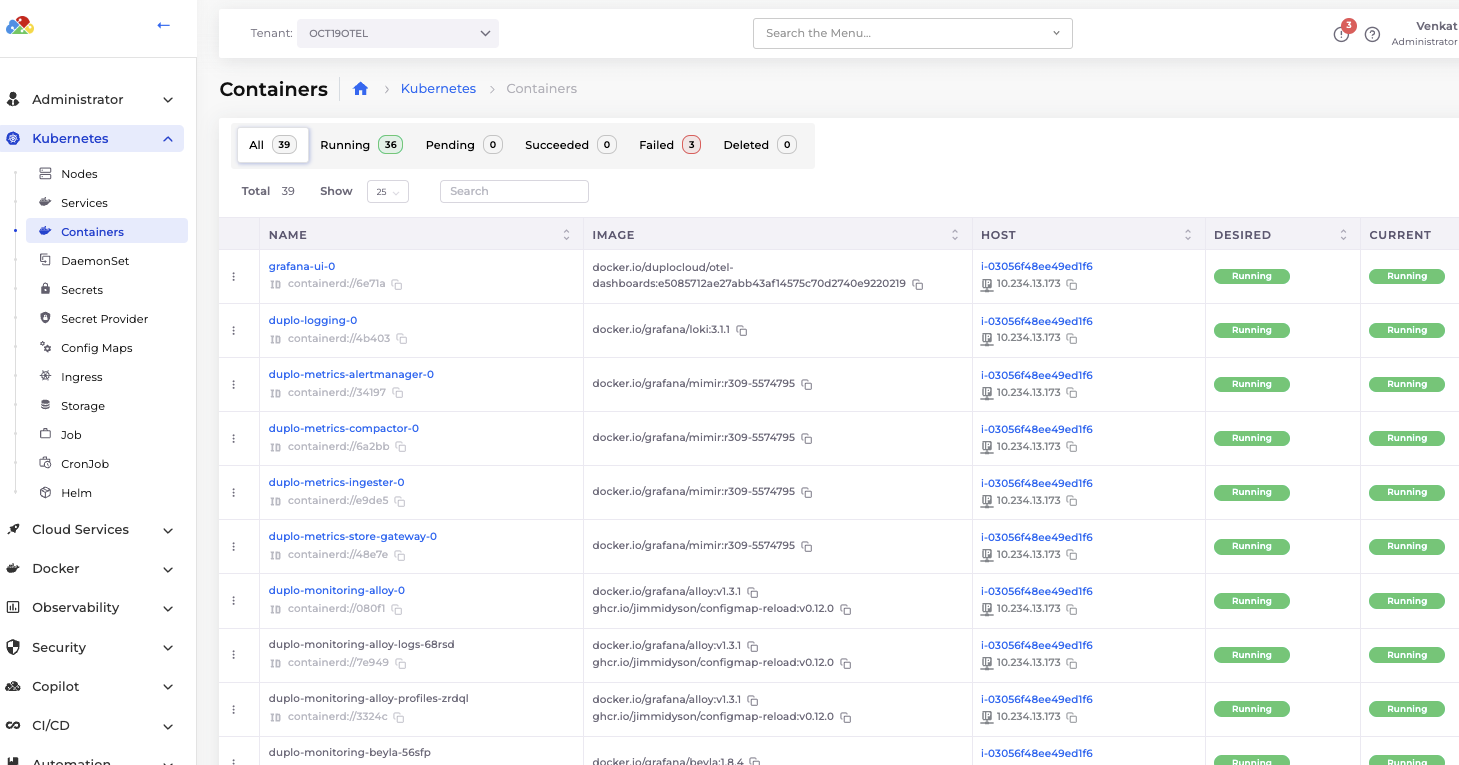 Tenant:
OCT19OTEL
Search the Menu...
3
Venkat
Administrator
Administrator
Kubernetes
Nodes
Services
Containers
DaemonSet
Secrets
Secret Provider
Config Maps
Ingress
Storage
Job
CronJob
Helm
Cloud Services
Docker
Observability
Security
Copilot
CI/CD
Automation
Containers
Kubernetes
Containers
All 39
Running 36
Pending 0
Succeeded 0
Failed 3
Deleted 0
Total 39
Show 25
Search
NAME IMAGE HOST DESIRED CURRENT
grafana-ui-0
ID containerd://6e71a
docker.io/duplocloud/otel-
dashboards:e5085712ae27abb43af14575c70d2740e9220219
i-03056f48ee49ed1f6
10.234.13.173
Running
Running
duplo-logging-0
ID containerd://4b403
docker.io/grafana/loki:3.1.1
i-03056f48ee49ed1f6
10.234.13.173
Running
Running
duplo-metrics-alertmanager-0
ID containerd://34197
docker.io/grafana/mimir:r309-5574795
i-03056f48ee49ed1f6
10.234.13.173
Running
Running
duplo-metrics-compactor-0
ID containerd://6a2bb
docker.io/grafana/mimir:r309-5574795
i-03056f48ee49ed1f6
10.234.13.173
Running
Running
duplo-metrics-ingester-0
ID containerd://e9de5
docker.io/grafana/mimir:r309-5574795
i-03056f48ee49ed1f6
10.234.13.173
Running
Running
duplo-metrics-store-gateway-0
ID containerd://48e7e
docker.io/grafana/mimir:r309-5574795
i-03056f48ee49ed1f6
10.234.13.173
Running
Running
duplo-monitoring-alloy-0
ID containerd://080f1
docker.io/grafana/alloy:v1.3.1
ghcr.io/jimmidyson/configmap-reload:v0.12.0
i-03056f48ee49ed1f6
10.234.13.173
Running
Running
duplo-monitoring-alloy-logs-68rsd
ID containerd://7e949
docker.io/grafana/alloy:v1.3.1
ghcr.io/jimmidyson/configmap-reload:v0.12.0
i-03056f48ee49ed1f6
10.234.13.173
Running
Running
duplo-monitoring-alloy-profiles-zrdql
ID containerd://3324c
docker.io/grafana/alloy:v1.3.1
ghcr.io/jimmidyson/configmap-reload:v0.12.0
i-03056f48ee49ed1f6
10.234.13.173
Running
Running
duplo-monitoring-beyla-56sfp
docker.io/grafana/beyla:1.8.4
i-03056f48ee49ed1f6
Running
Running